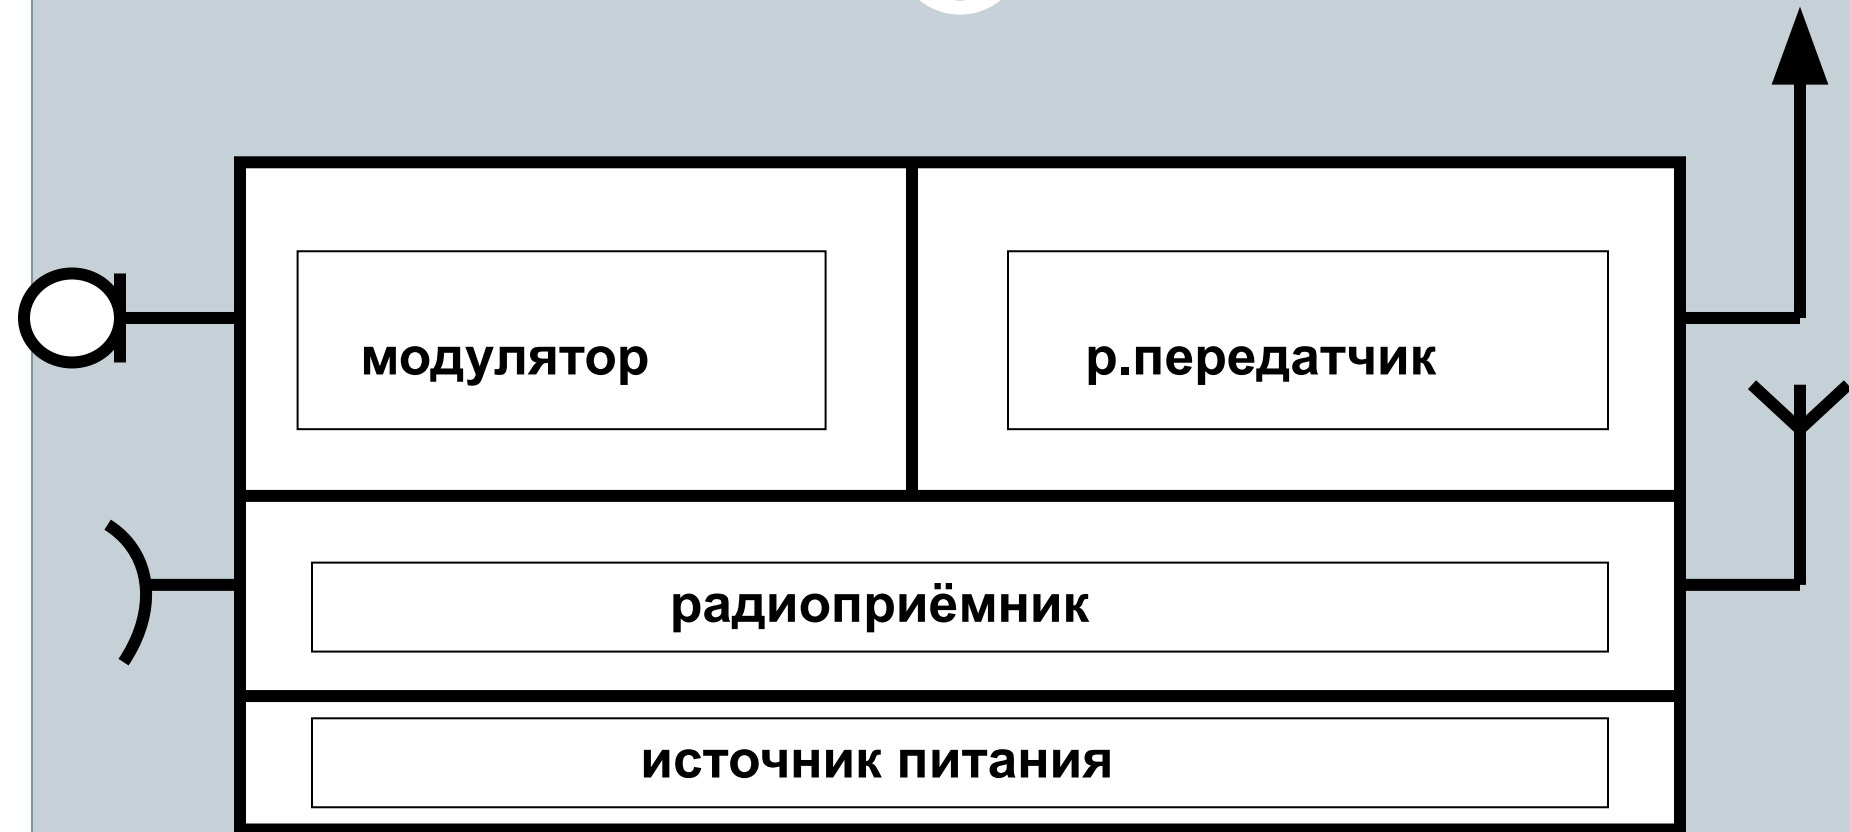 модулятор
р.передатчик
радиоприёмник
источник питания